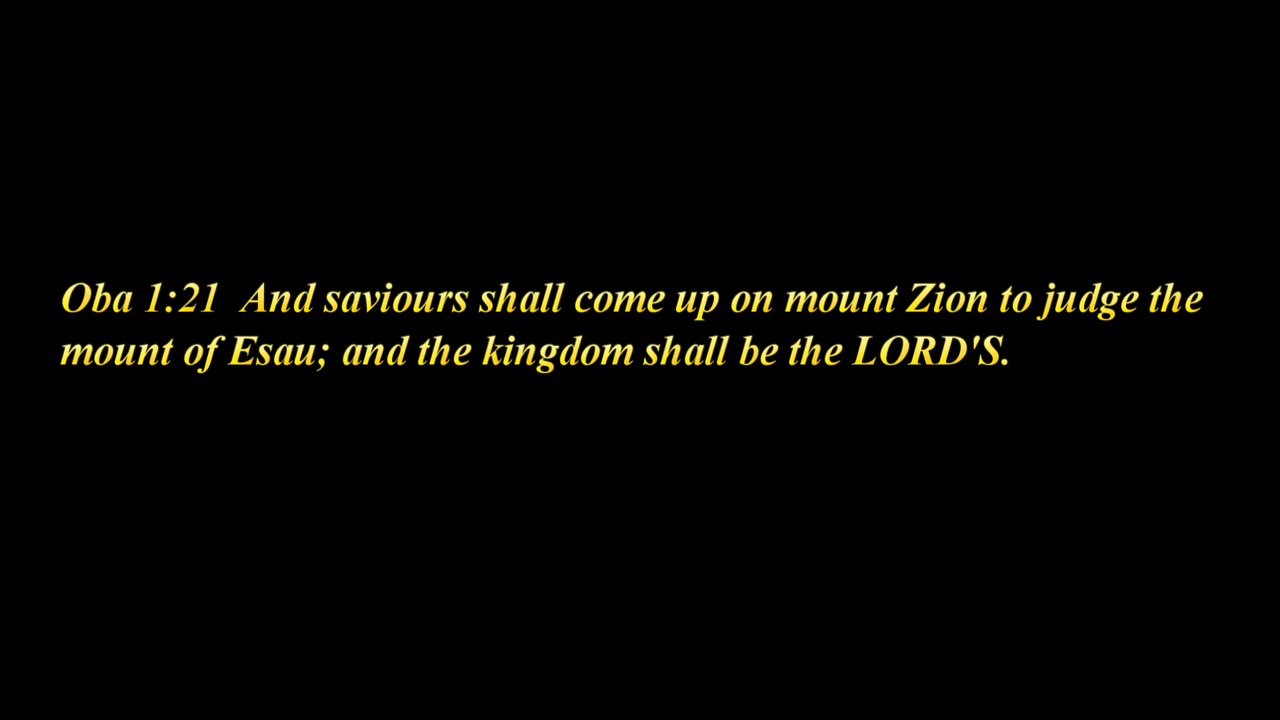 Oba 1:21  And saviours shall come up on mount Zion to judge the
mount of Esau; and the kingdom shall be the LORD'S.